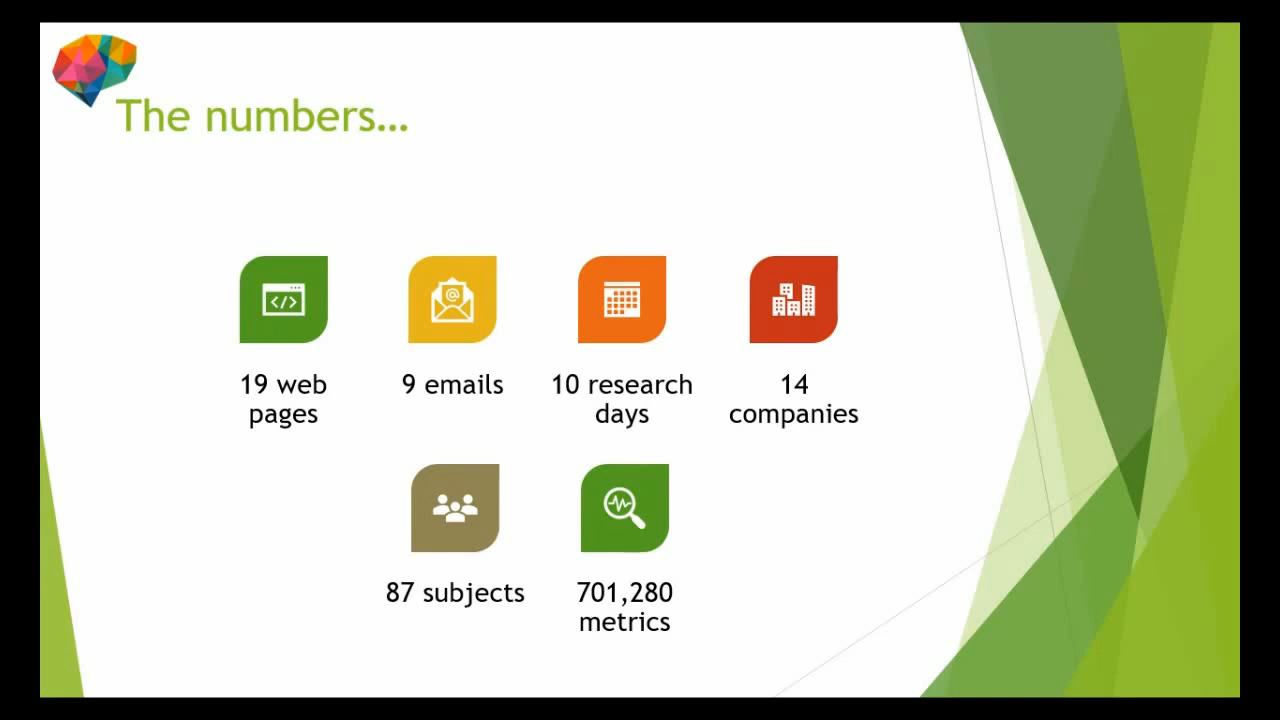 The numbers…
19 web
pages
9 emails
10 research
days
14
companies
87 subjects
701,280
metrics